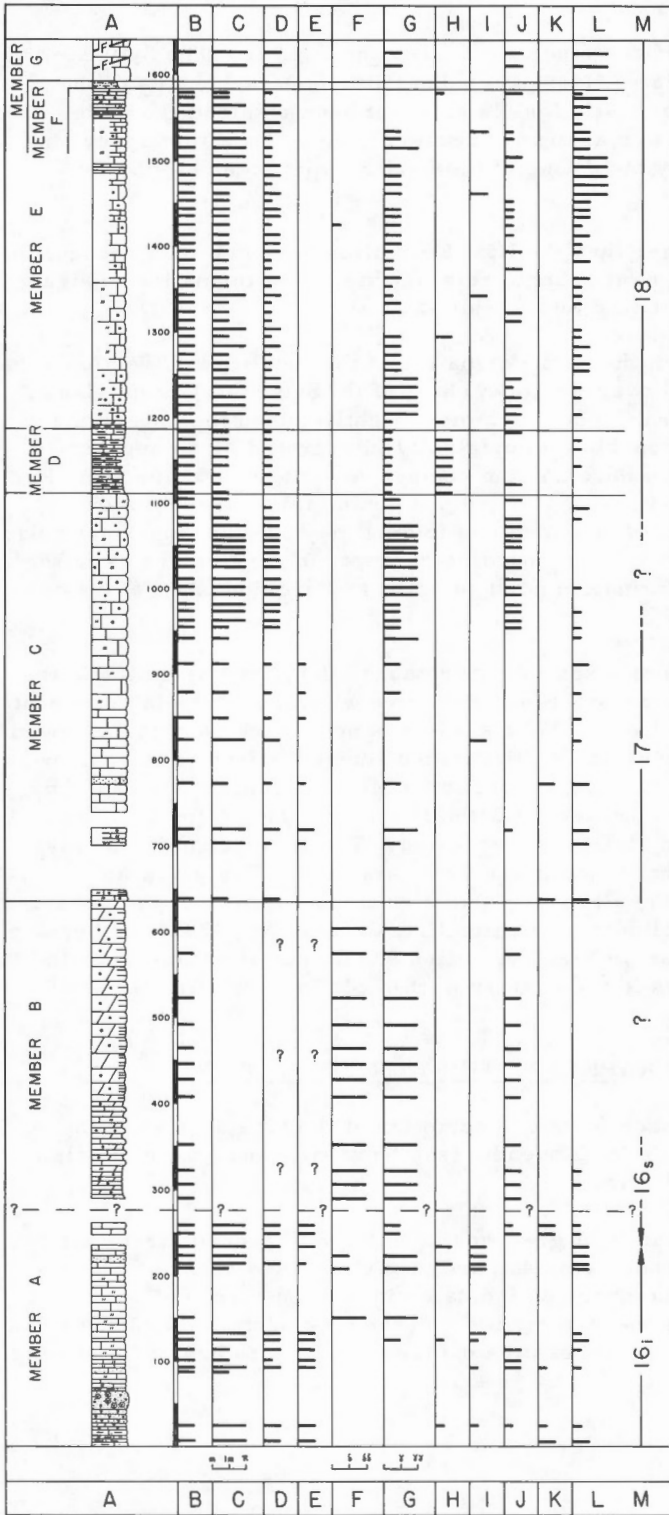 A B C D E F G H I J K L M
MEMBER G
MEMBER F
MEMBER E
MEMBER D
MEMBER C
MEMBER B
MEMBER A
1600
1500
1400
1300
1200
1100
1000
900
800
700
600
500
400
300
200
100
18
?
17
? ?
?
? ?
? ?
16s
? ? ? ? ? ?
16i
A B C D E F G H I J K L M